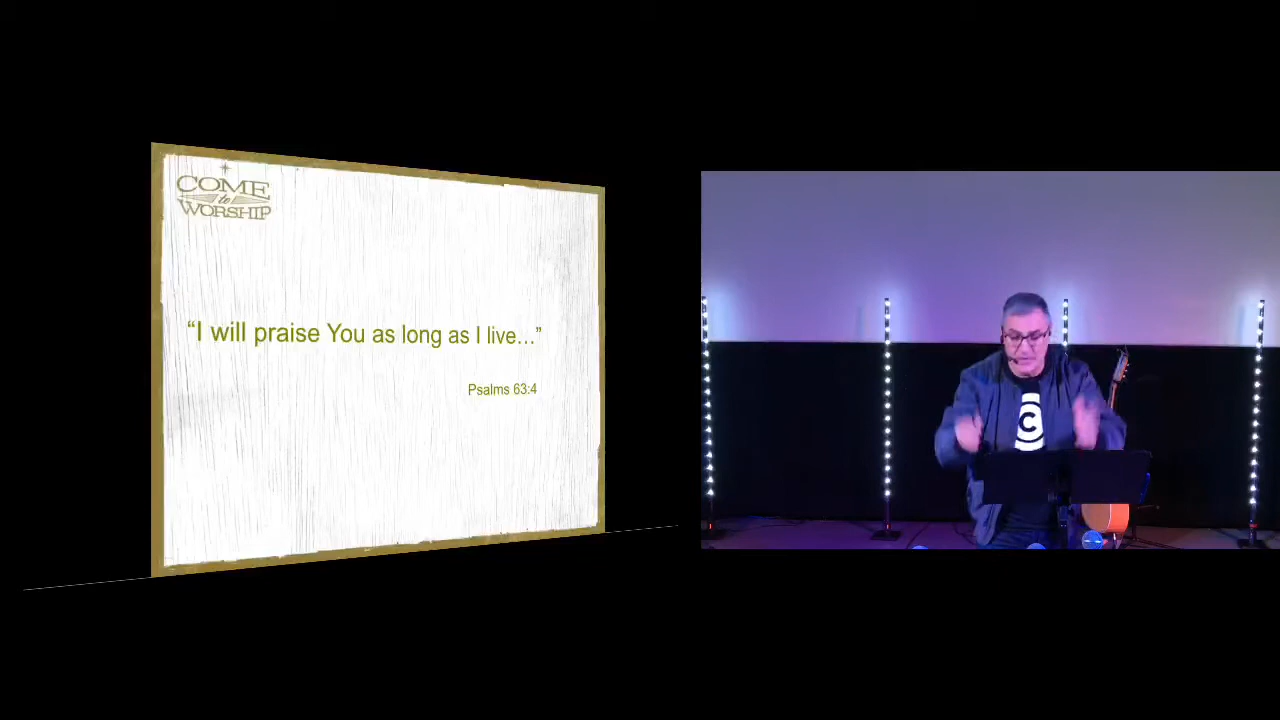 COME
to
WORSHIP
“I will praise You as long as I live…”
Psalms 63:4
C